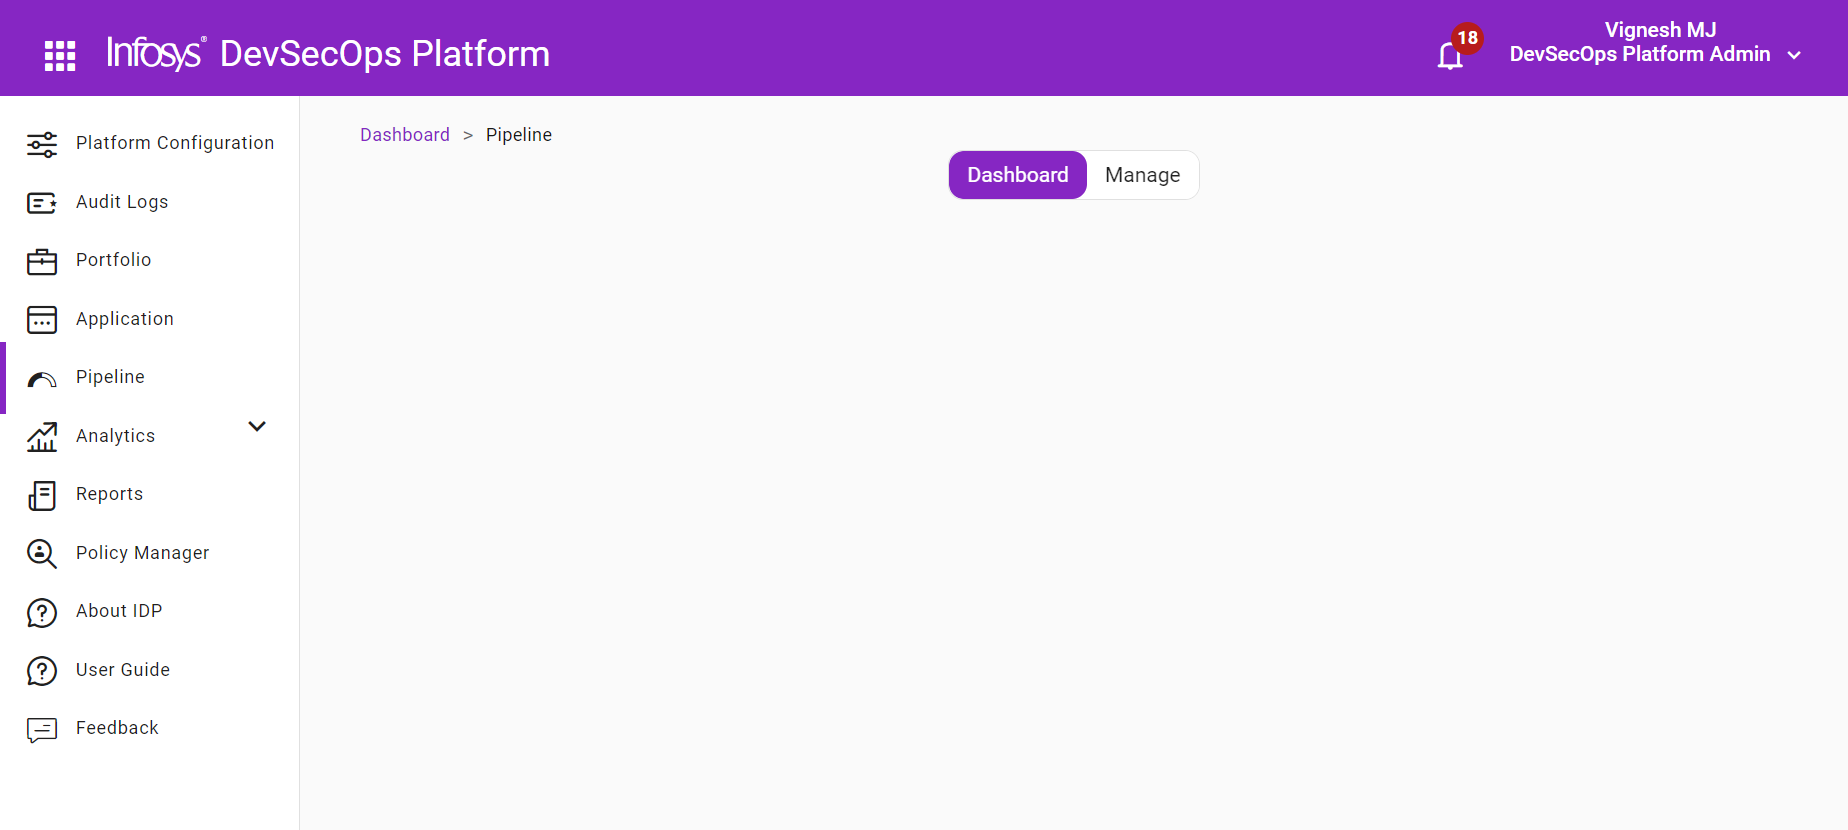 Infosys® DevSecOps Platform
18
Vignesh MJ
DevSecOps Platform Admin
Platform Configuration
Audit Logs
Portfolio
Application
Pipeline
Analytics
Reports
Policy Manager
About IDP
User Guide
Feedback
Dashboard > Pipeline
Dashboard Manage